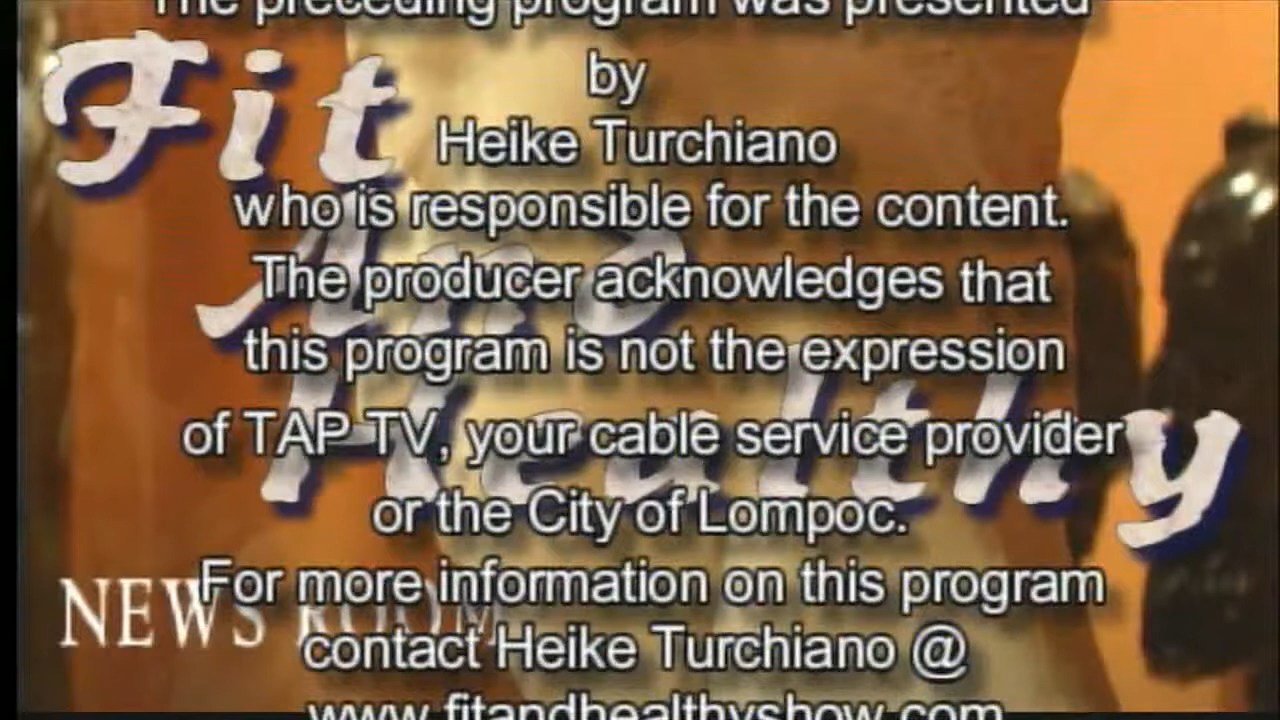 The preceding program was presented
by
Heike Turchiano
who is responsible for the content.
The producer acknowledges that
this program is not the expression
of TAP TV, your cable service provider
or the City of Lompoc.
For more information on this program
contact Heike Turchiano @
www.fitandhealthyshow.com
Fit
And
Healthy
NEWS ROOM